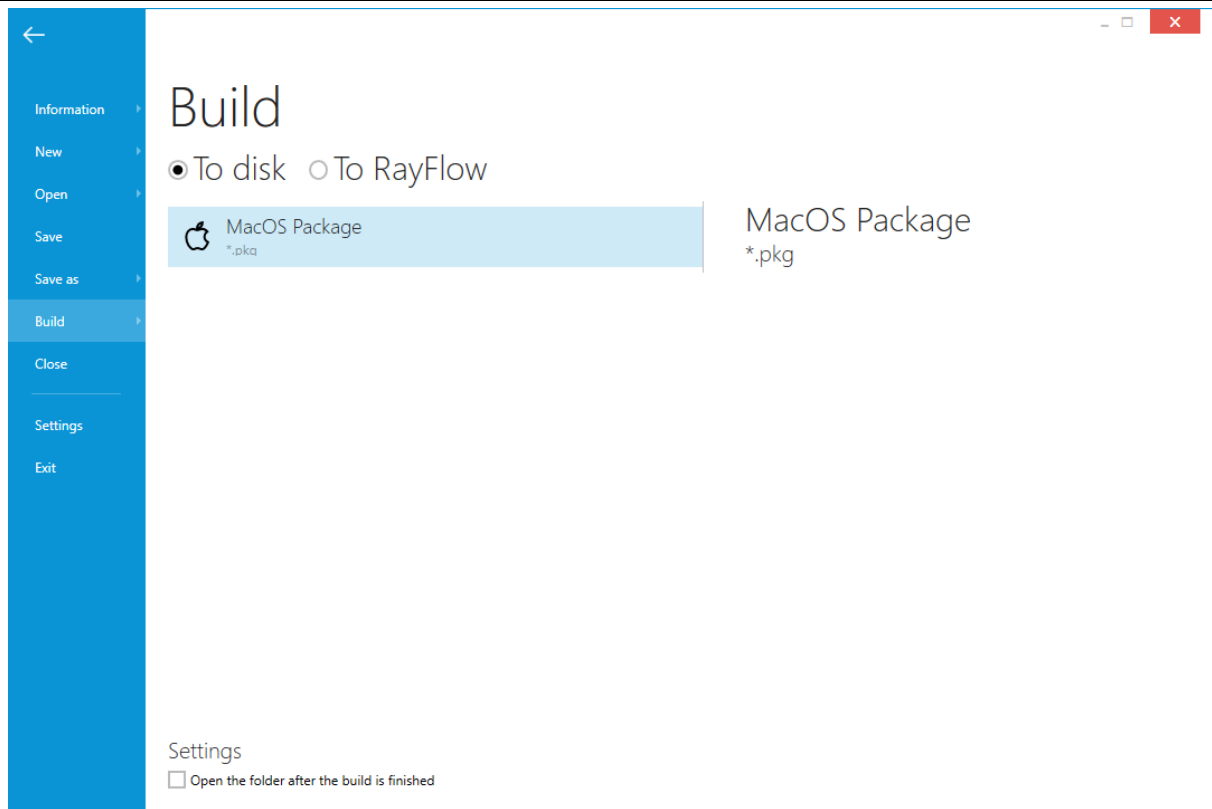 Information
New
Open
Save
Save as
Build
Close
Settings
Exit
Build
To disk To RayFlow
MacOS Package
*.pkg
MacOS Package
*.pkg
Settings
Open the folder after the build is finished